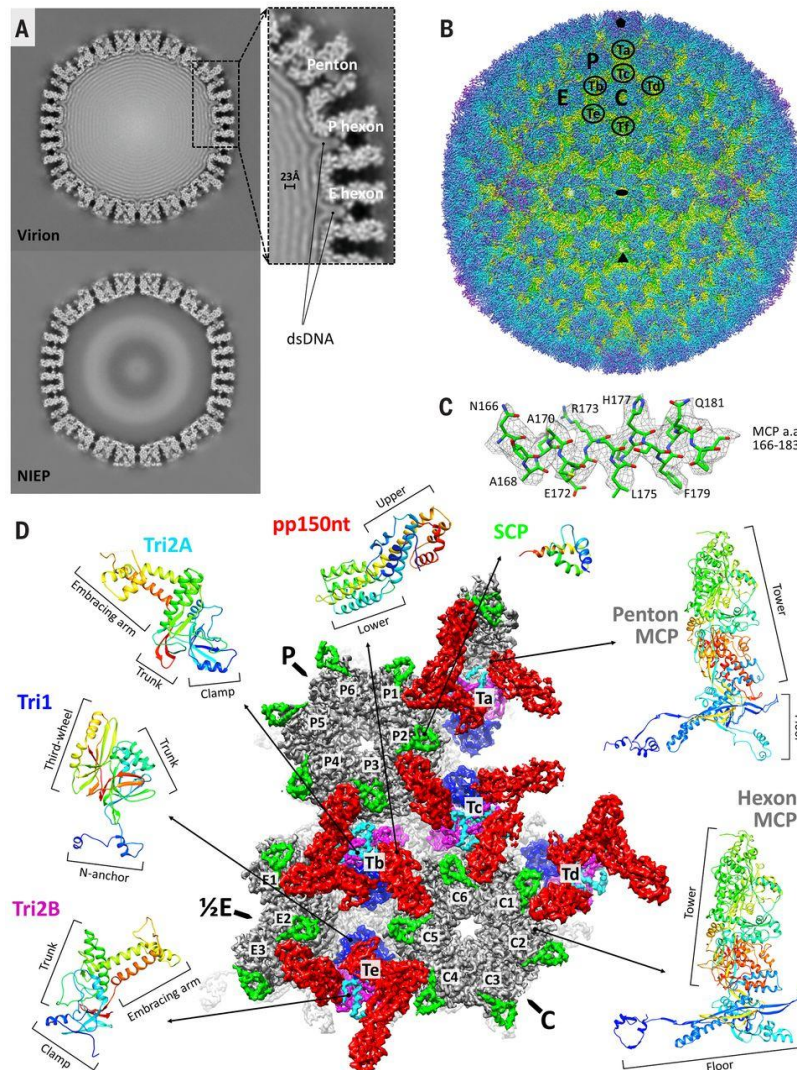 A
Penton
P hexon
23Å
E hexon
Virion
dsDNA
NIEP
B
Ta
P
Tc
Tb
Td
E
C
Te
Tf
C
N166
A170
R173
H177
Q181
MCP a.a
166-183
A168
E172
L175
F179
D
Tri2A
Embracing arm
Trunk
Clamp
pp150nt
Upper
Lower
SCP
Penton
MCP
Tower
Tri1
Third-wheel
Trunk
N-anchor
P
P6
P1
P5
P2
P4
P3
Ta
Tc
Tb
Td
E1
C6
C1
½E
E2
C5
C2
E3
Te
C4
C3
C
Hexon
MCP
Tower
Floor
Tri2B
Trunk
Embracing arm
Clamp